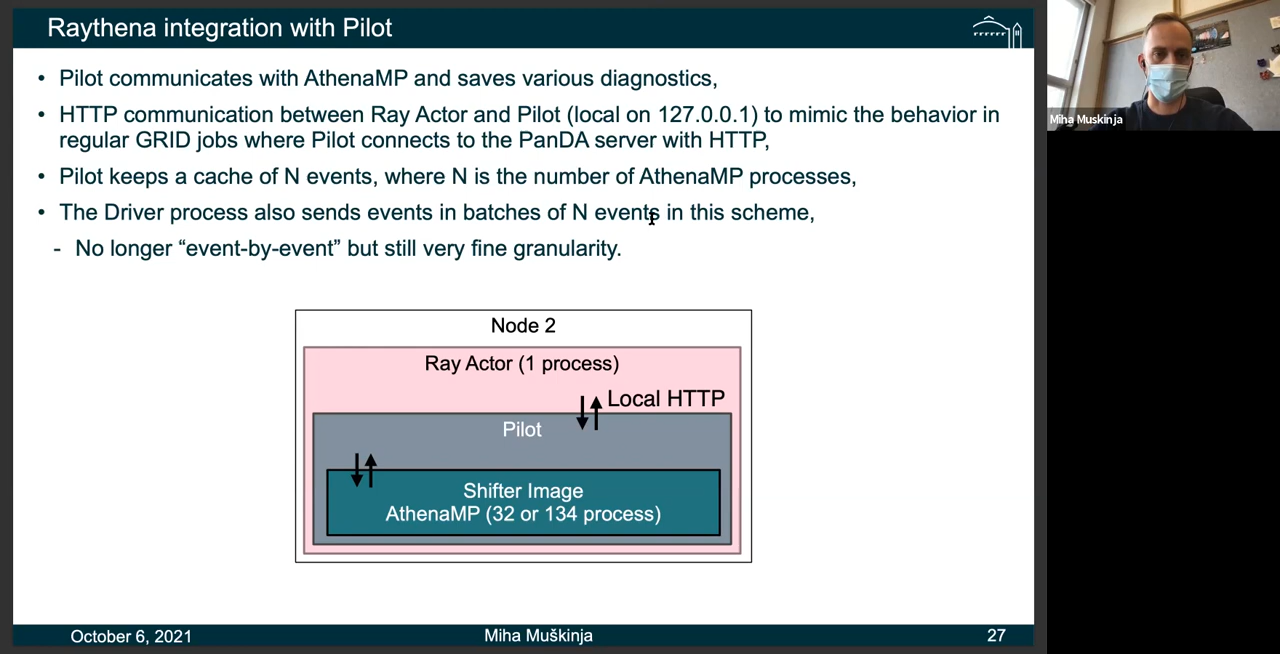 Raythena integration with Pilot
• Pilot communicates with AthenaMP and saves various diagnostics,
• HTTP communication between Ray Actor and Pilot (local on 127.0.0.1) to mimic the behavior in
regular GRID jobs where Pilot connects to the PanDA server with HTTP,
• Pilot keeps a cache of N events, where N is the number of AthenaMP processes,
• The Driver process also sends events in batches of N events in this scheme,
- No longer “event-by-event” but still very fine granularity.
Node 2
Ray Actor (1 process)
Local HTTP
Pilot
Shifter Image
AthenaMP (32 or 134 process)
October 6, 2021
Miha Muškinja
27
Miha Muskinja